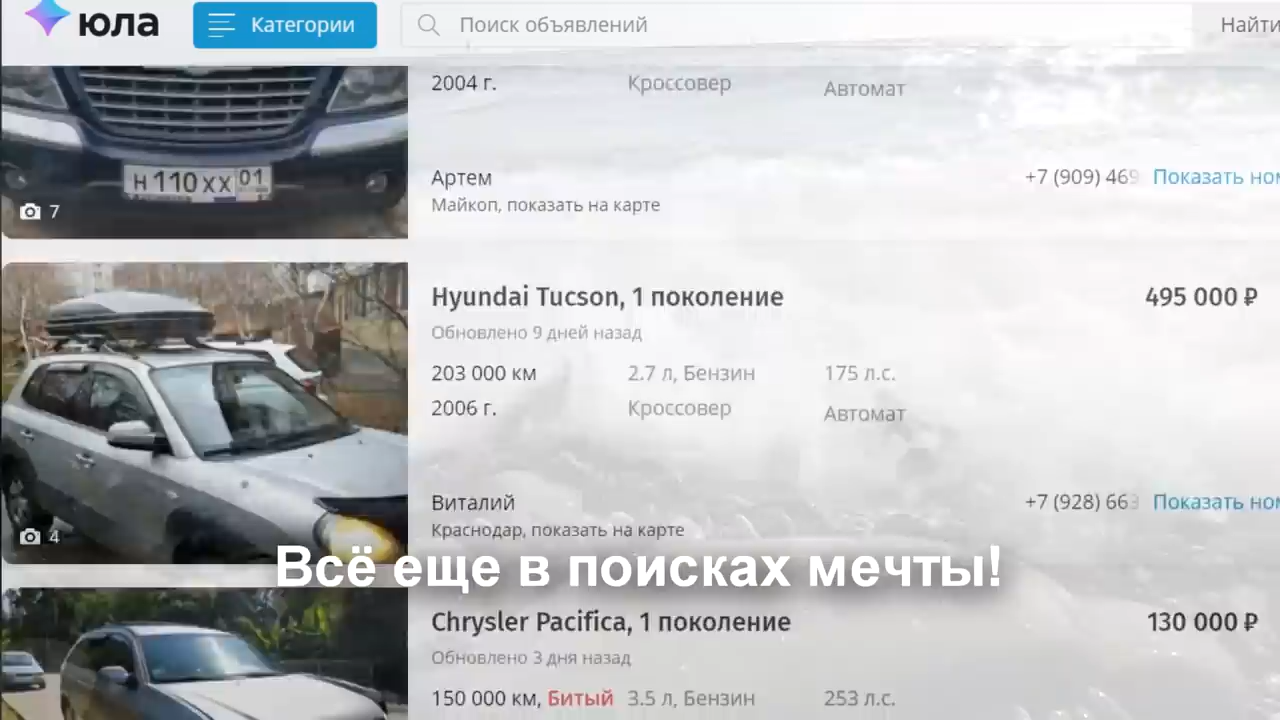 юла
Категории
Поиск объявлений
Найти
2004 г. Кроссовер Автомат
Н110ХХ 01
7
Артем +7 (909) 469 Показать ном
Майкоп, показать на карте
Hyundai Tucson, 1 поколение 495 000 ₽
Обновлено 9 дней назад
203 000 км 2.7 л, Бензин 175 л.с.
2006 г. Кроссовер Автомат
4
Виталий +7 (928) 663 Показать ном
Краснодар, показать на карте
Всё еще в поисках мечты!
Chrysler Pacifica, 1 поколение 130 000 ₽
Обновлено 3 дня назад
150 000 км, Битый 3.5 л, Бензин 253 л.с.